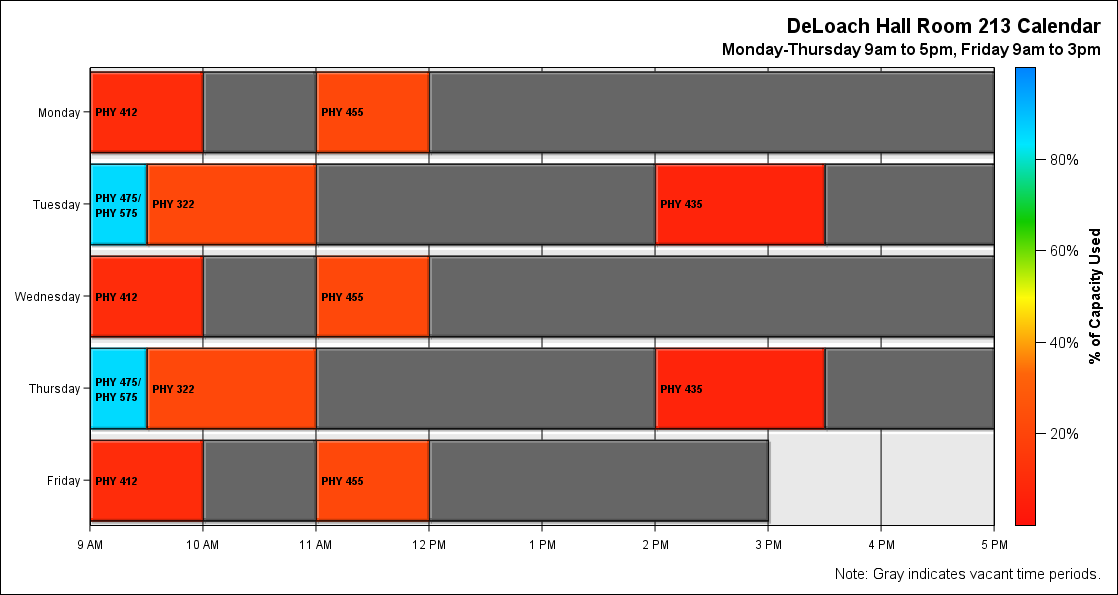 DeLoach Hall Room 213 Calendar
Monday-Thursday 9am to 5pm, Friday 9am to 3pm
Monday
PHY 412
PHY 455
Tuesday
PHY 475/
PHY 575
PHY 322
PHY 435
Wednesday
PHY 412
PHY 455
Thursday
PHY 475/
PHY 575
PHY 322
PHY 435
Friday
PHY 412
PHY 455
9 AM
10 AM
11 AM
12 PM
1 PM
2 PM
3 PM
4 PM
5 PM
80%
60%
40%
20%
% of Capacity Used
Note: Gray indicates vacant time periods.